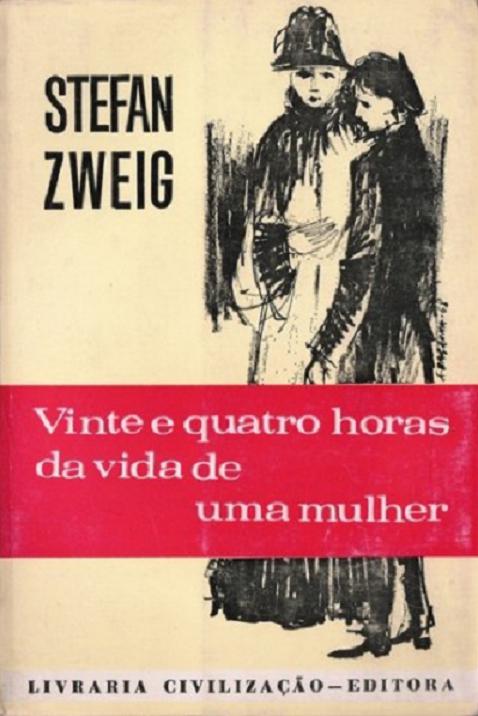 STEFAN
ZWEIG
Vinte e quatro horas
da vida de
uma mulher
LIVRARIA CIVILIZAÇÃO—EDITORA